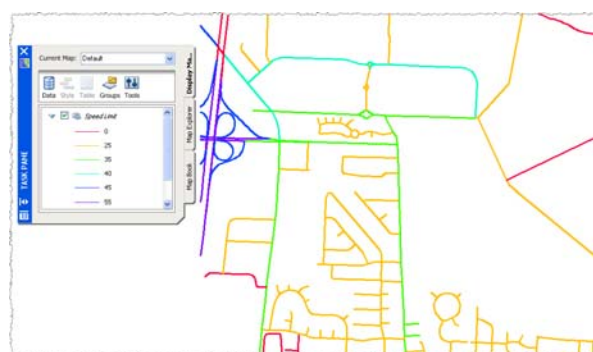 Current Map: Default
Data Style Table Groups Tools
Speed Limit
0
25
35
40
45
55
Display Ma...
Map Explorer
Map Book
TASK PANE